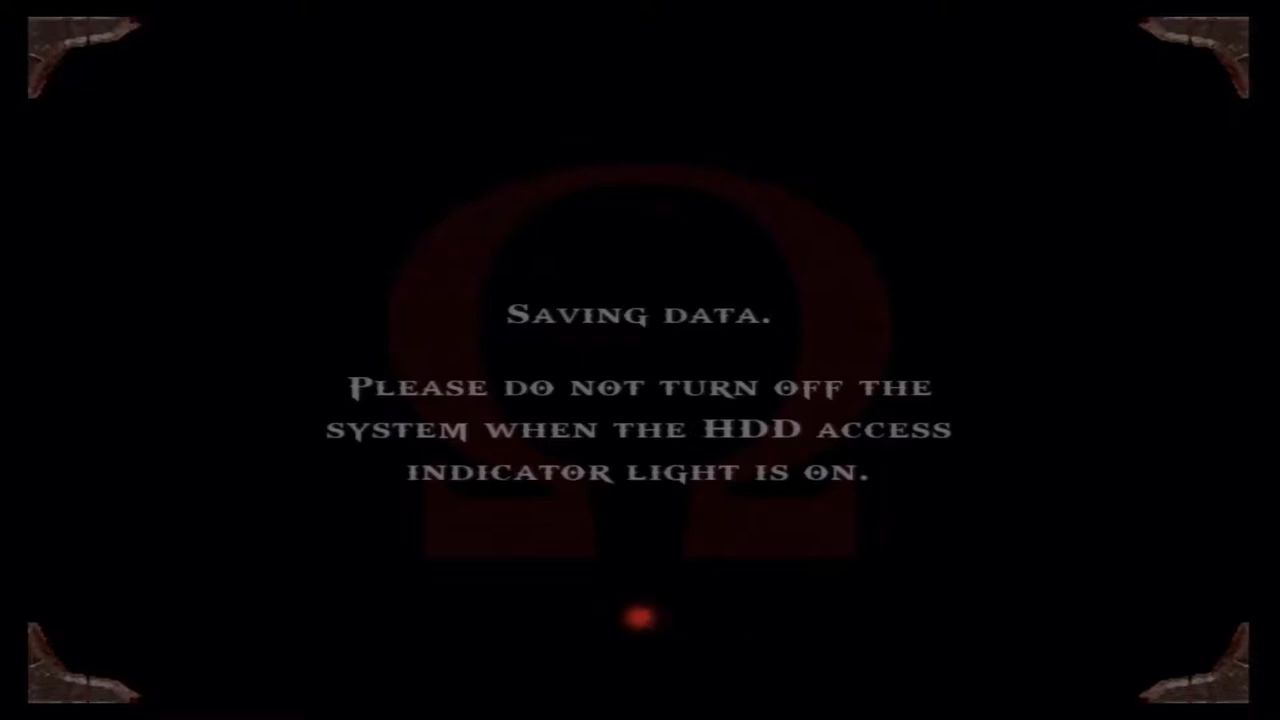 Saving data.
Please do not turn off the
system when the HDD access
indicator light is on.